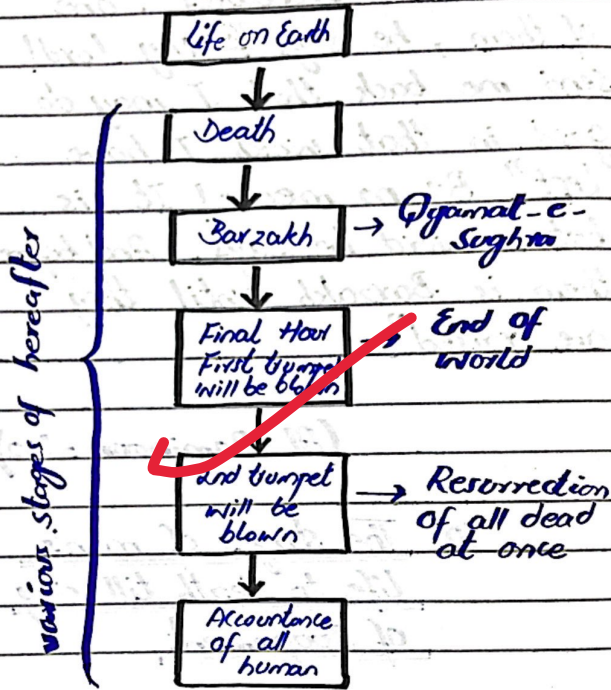 Life on Earth
Death
Barzakh → Qyamat-e-
Sughra
Final Hour
First trumpet
will be blown
→ End of
world
2nd trumpet
will be
blown
→ Resurrection
of all dead
at once
Accountance
of all
human
various stages of hereafter